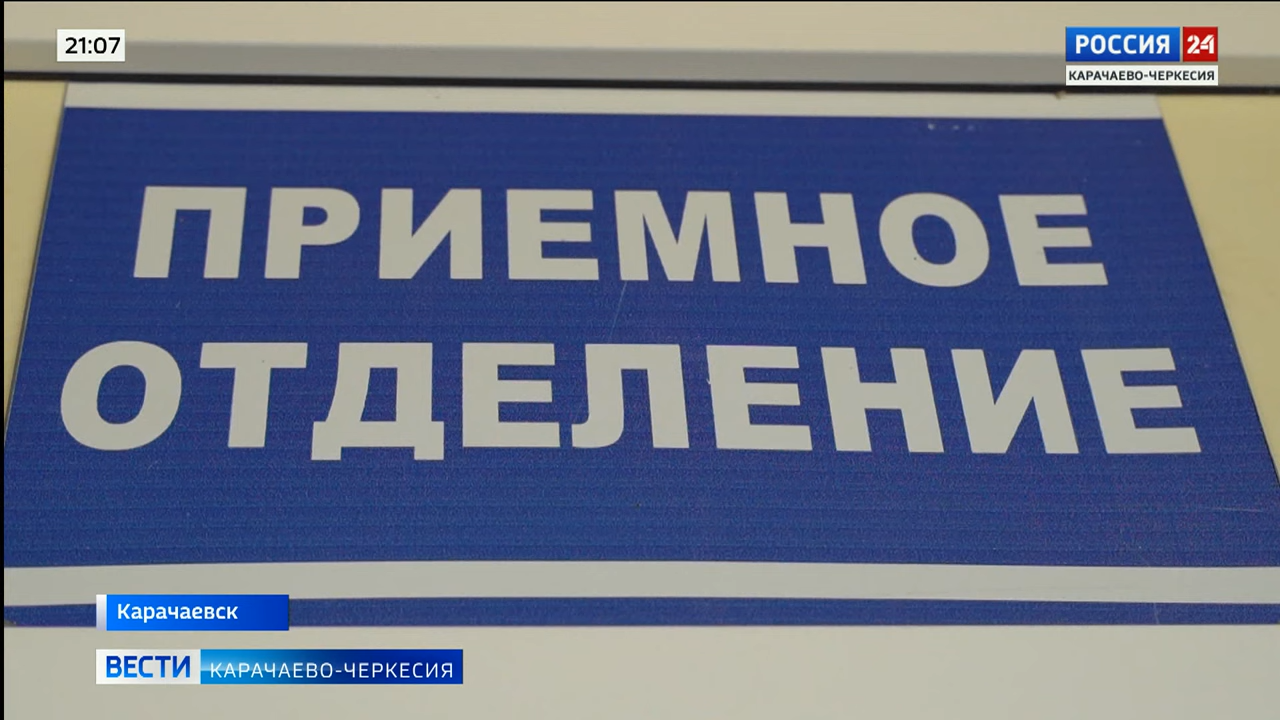 21:07
РОССИЯ 24
КАРАЧАЕВО-ЧЕРКЕСИЯ
ПРИЕМНОЕ
ОТДЕЛЕНИЕ
Карачаевск
ВЕСТИ КАРАЧАЕВО-ЧЕРКЕСИЯ